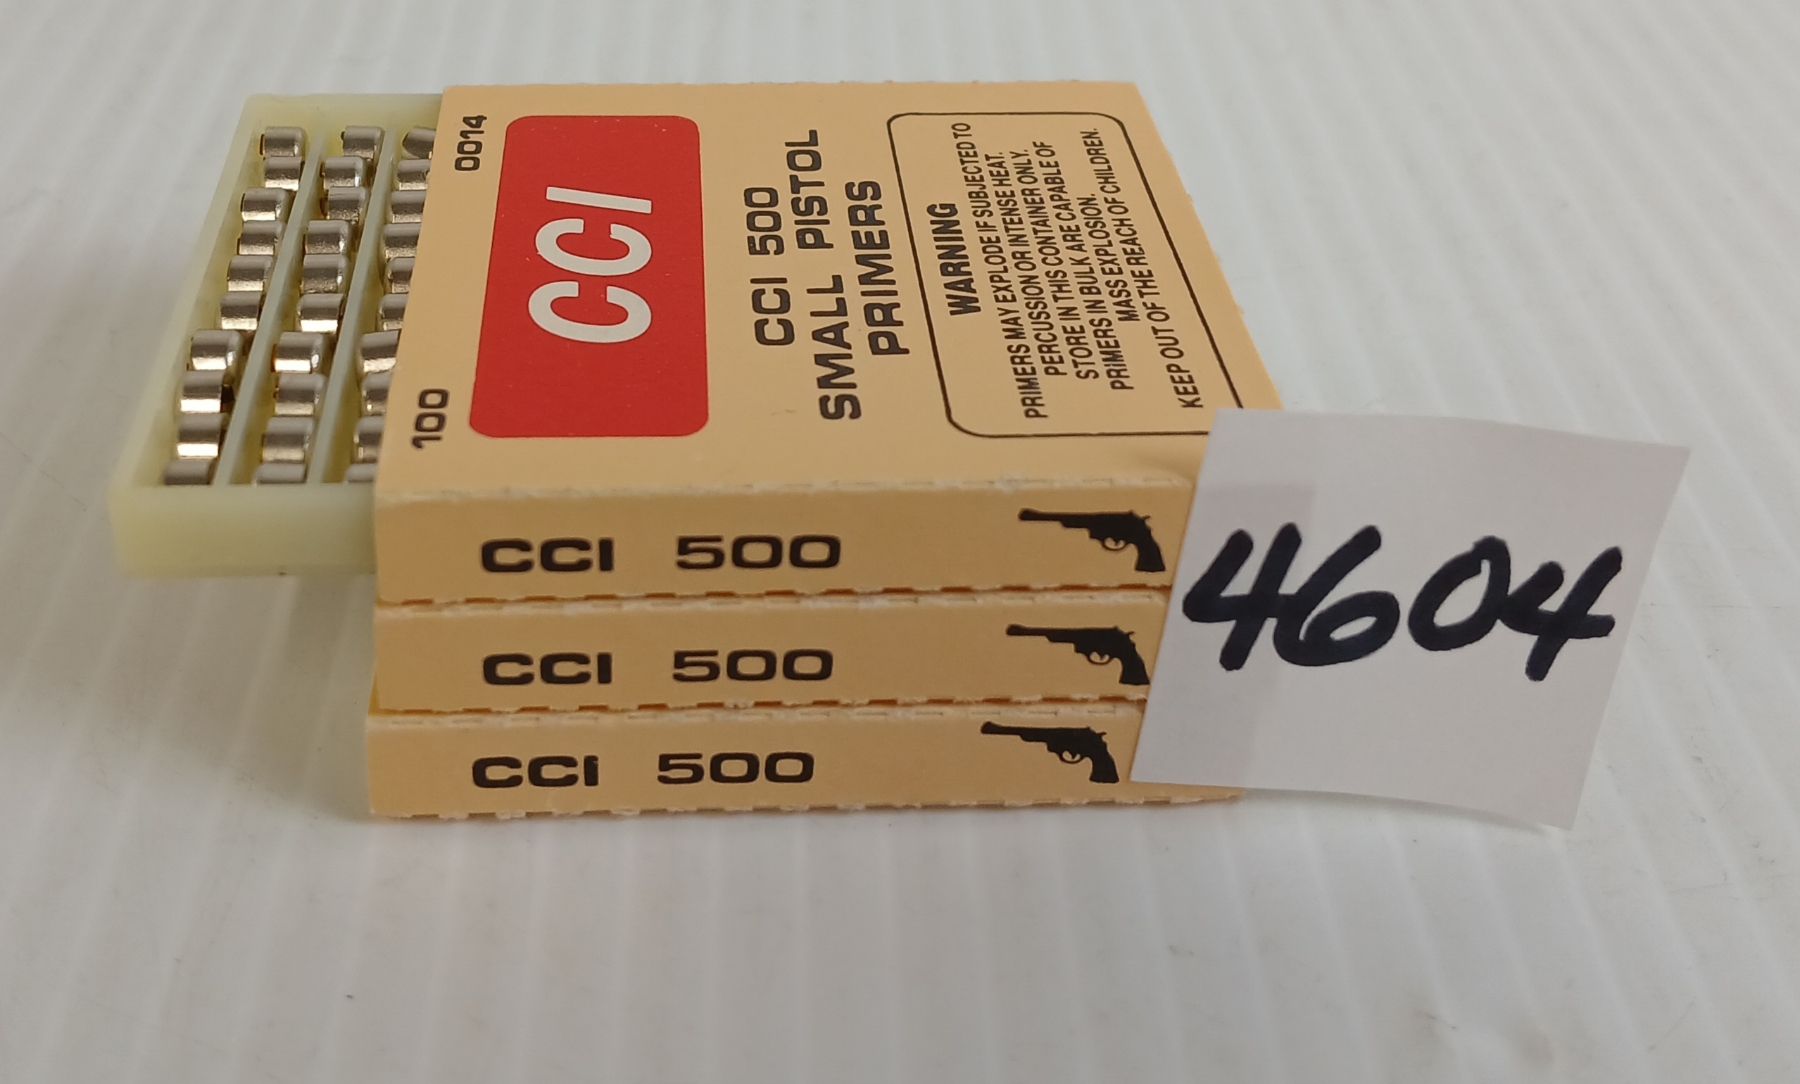 100
0014
CCI
CCI 500
SMALL PISTOL
PRIMERS
WARNING
PRIMERS MAY EXPLODE IF SUBJECTED TO
PERCUSSION OR INTENSE HEAT.
STORE IN THIS CONTAINER ONLY.
PRIMERS IN BULK ARE CAPABLE OF
MASS EXPLOSION.
KEEP OUT OF THE REACH OF CHILDREN.
CCI 500
CCI 500
CCI 500
4604